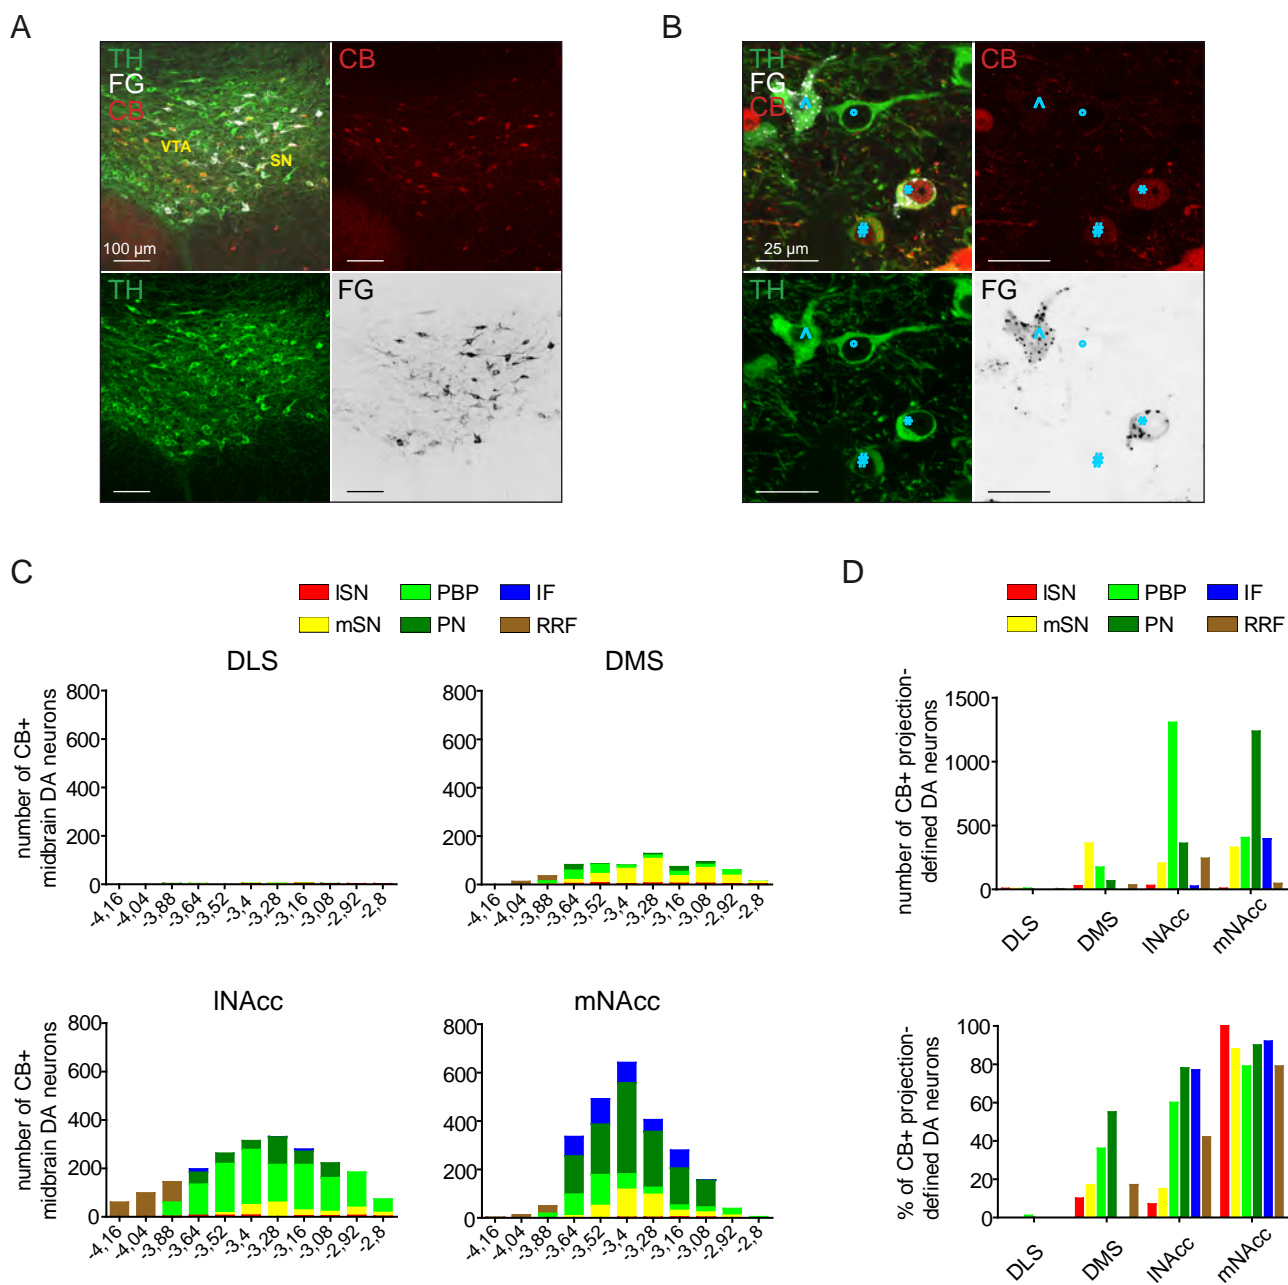 A
TH
FG
CB
VTA
SN
100 µm
CB
TH
FG
B
TH
FG
CB
^
°
*
#
25 µm
CB
^
°
*
#
TH
^
°
*
#
FG
^
°
*
#
C
lSN
PBP
IF
mSN
PN
RRF
DLS
number of CB+
midbrain DA neurons
800
600
400
200
0
-4,16
-4,04
-3,88
-3,64
-3,52
-3,4
-3,28
-3,16
-3,08
-2,92
-2,8
DMS
800
600
400
200
0
-4,16
-4,04
-3,88
-3,64
-3,52
-3,4
-3,28
-3,16
-3,08
-2,92
-2,8
lNAcc
number of CB+
midbrain DA neurons
800
600
400
200
0
-4,16
-4,04
-3,88
-3,64
-3,52
-3,4
-3,28
-3,16
-3,08
-2,92
-2,8
mNAcc
800
600
400
200
0
-4,16
-4,04
-3,88
-3,64
-3,52
-3,4
-3,28
-3,16
-3,08
-2,92
-2,8
D
lSN
PBP
IF
mSN
PN
RRF
number of CB+ projection-
defined DA neurons
1500
1000
500
0
DLS
DMS
lNAcc
mNAcc
% of CB+ projection-
defined DA neurons
100
80
60
40
20
0
DLS
DMS
lNAcc
mNAcc